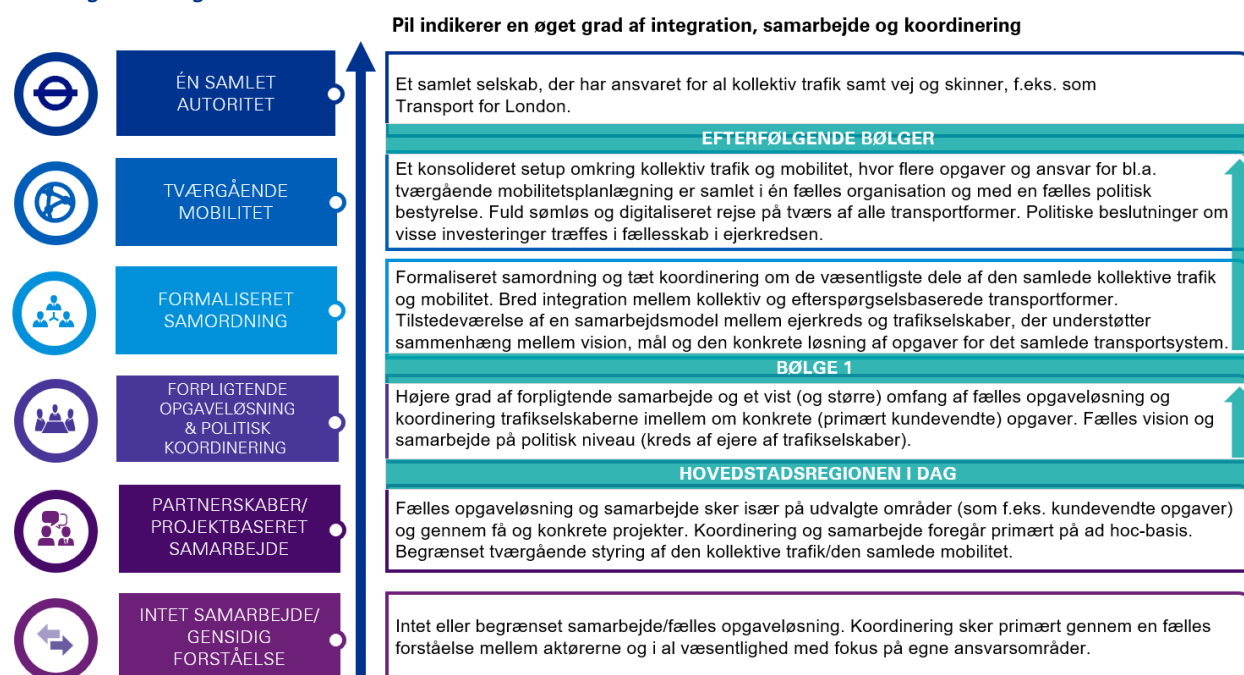 Pil indikerer en øget grad af integration, samarbejde og koordinering
ÉN SAMLET
AUTORITET
Et samlet selskab, der har ansvaret for al kollektiv trafik samt vej og skinner, f.eks. som
Transport for London.
EFTERFØLGENDE BØLGER
TVÆRGÅENDE
MOBILITET
Et konsolideret setup omkring kollektiv trafik og mobilitet, hvor flere opgaver og ansvar for bl.a.
tværgående mobilitetsplanlægning er samlet i én fælles organisation og med en fælles politisk
bestyrelse. Fuld sømløs og digitaliseret rejse på tværs af alle transportformer. Politiske beslutninger om
visse investeringer træffes i fællesskab i ejerkredsen.
FORMALISERET
SAMORDNING
Formaliseret samordning og tæt koordinering om de væsentligste dele af den samlede kollektive trafik
og mobilitet. Bred integration mellem kollektiv og efterspørgselsbaserede transportformer.
Tilstedeværelse af en samarbejdsmodel mellem ejerkreds og trafikselskaber, der understøtter
sammenhæng mellem vision, mål og den konkrete løsning af opgaver for det samlede transportsystem.
BØLGE 1
FORPLIGTENDE
OPGAVELØSNING
& POLITISK
KOORDINERING
Højere grad af forpligtende samarbejde og et vist (og større) omfang af fælles opgaveløsning og
koordinering trafikselskaberne imellem om konkrete (primært kundevendte) opgaver. Fælles vision og
samarbejde på politisk niveau (kreds af ejere af trafikselskaber).
HOVEDSTADSREGIONEN I DAG
PARTNERSKABER/
PROJEKTBASERET
SAMARBEJDE
Fælles opgaveløsning og samarbejde sker især på udvalgte områder (som f.eks. kundevendte opgaver)
og gennem få og konkrete projekter. Koordinering og samarbejde foregår primært på ad hoc-basis.
Begrænset tværgående styring af den kollektive trafik/den samlede mobilitet.
INTET SAMARBEJDE/
GENSIDIG
FORSTÅELSE
Intet eller begrænset samarbejde/fælles opgaveløsning. Koordinering sker primært gennem en fælles
forståelse mellem aktørerne og i al væsentlighed med fokus på egne ansvarsområder.